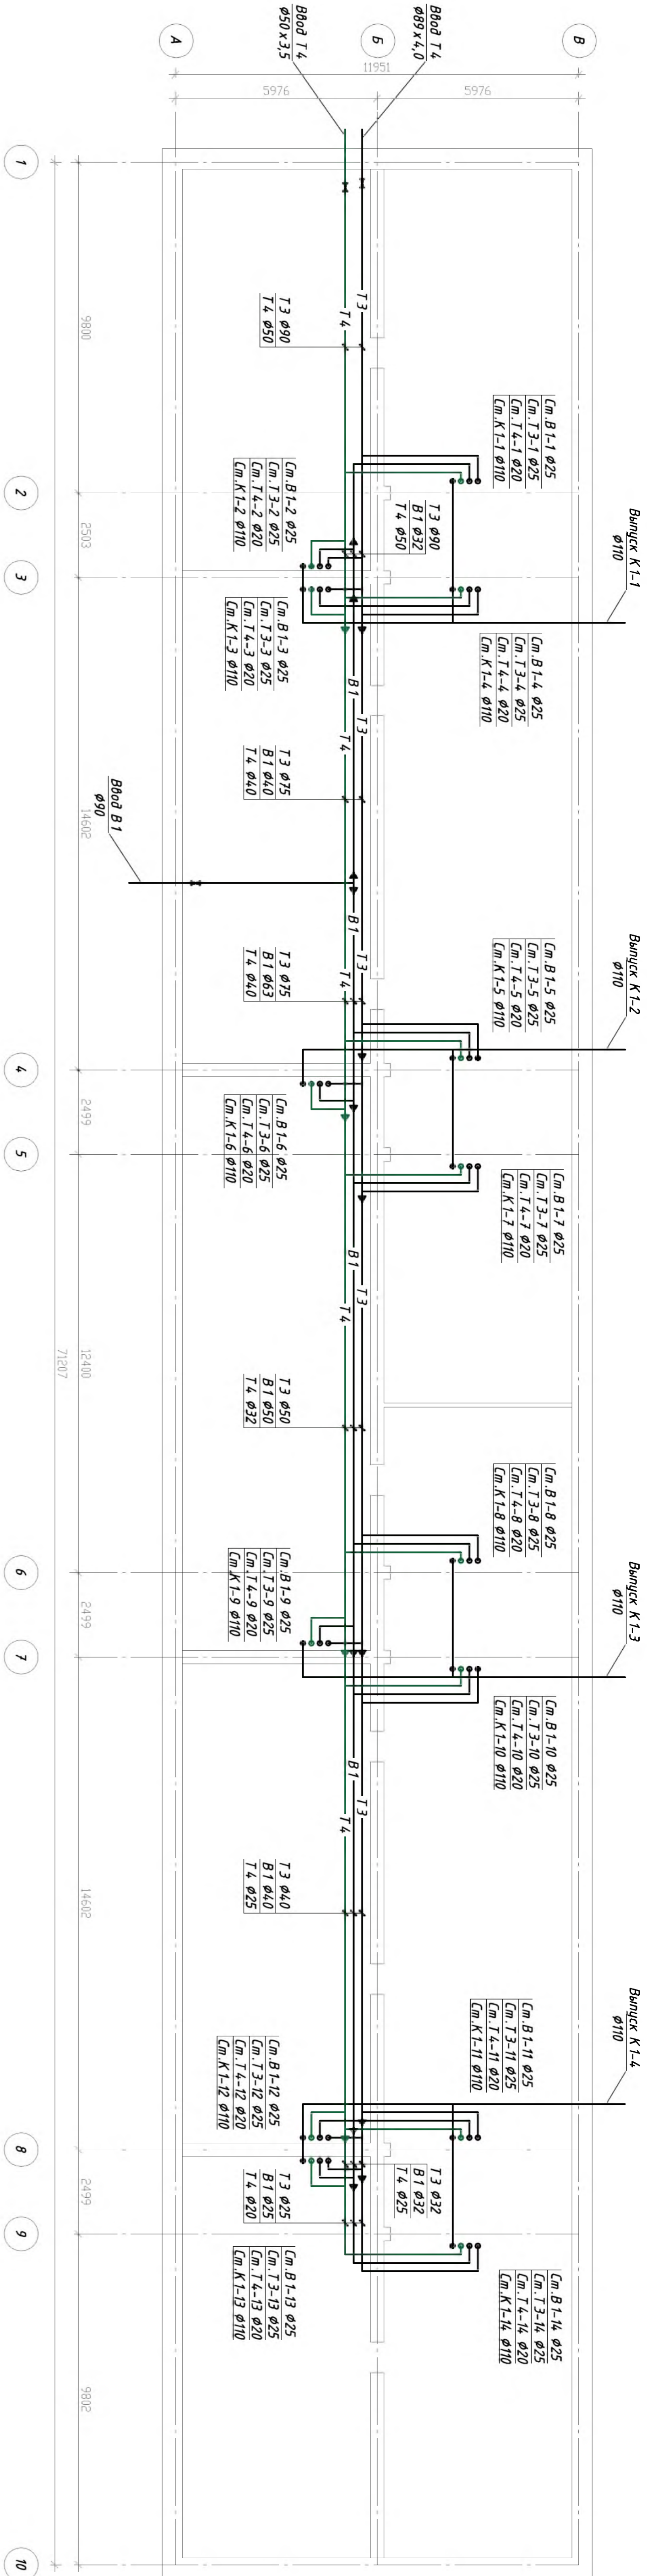 Ввод Т4
ø50х3,5
Ввод Т4
ø89х4,0
А
Б
В
11951
5976
5976
1
Т3
Т4
Т3 ø90
Т4 ø50
9800
Ст.В1-1 ø25
Ст.Т3-1 ø25
Ст.Т4-1 ø20
Ст.К1-1 ø110
Ст.В1-2 ø25
Ст.Т3-2 ø25
Ст.Т4-2 ø20
Ст.К1-2 ø110
2
Т3 ø90
В1 ø32
Т4 ø50
Выпуск К1-1
ø110
2503
3
Ст.В1-3 ø25
Ст.Т3-3 ø25
Ст.Т4-3 ø20
Ст.К1-3 ø110
Ст.В1-4 ø25
Ст.Т3-4 ø25
Ст.Т4-4 ø20
Ст.К1-4 ø110
В1
Т3
Т4
Т3 ø75
В1 ø40
Т4 ø40
Ввод В1
ø90
14602
В1
Т3
Т4
Т3 ø75
В1 ø63
Т4 ø40
Ст.В1-5 ø25
Ст.Т3-5 ø25
Ст.Т4-5 ø20
Ст.К1-5 ø110
Выпуск К1-2
ø110
4
2499
Ст.В1-6 ø25
Ст.Т3-6 ø25
Ст.Т4-6 ø20
Ст.К1-6 ø110
5
Ст.В1-7 ø25
Ст.Т3-7 ø25
Ст.Т4-7 ø20
Ст.К1-7 ø110
В1
Т3
Т4
71207
12400
Т3 ø50
В1 ø50
Т4 ø32
Ст.В1-8 ø25
Ст.Т3-8 ø25
Ст.Т4-8 ø20
Ст.К1-8 ø110
6
2499
Ст.В1-9 ø25
Ст.Т3-9 ø25
Ст.Т4-9 ø20
Ст.К1-9 ø110
Выпуск К1-3
ø110
7
Ст.В1-10 ø25
Ст.Т3-10 ø25
Ст.Т4-10 ø20
Ст.К1-10 ø110
В1
Т3
Т4
14602
Т3 ø40
В1 ø40
Т4 ø25
Ст.В1-11 ø25
Ст.Т3-11 ø25
Ст.Т4-11 ø20
Ст.К1-11 ø110
Выпуск К1-4
ø110
Ст.В1-12 ø25
Ст.Т3-12 ø25
Ст.Т4-12 ø20
Ст.К1-12 ø110
8
2499
Т3 ø32
В1 ø32
Т4 ø25
Т3 ø25
В1 ø25
Т4 ø20
9
Ст.В1-13 ø25
Ст.Т3-13 ø25
Ст.Т4-13 ø20
Ст.К1-13 ø110
Ст.В1-14 ø25
Ст.Т3-14 ø25
Ст.Т4-14 ø20
Ст.К1-14 ø110
9802
10